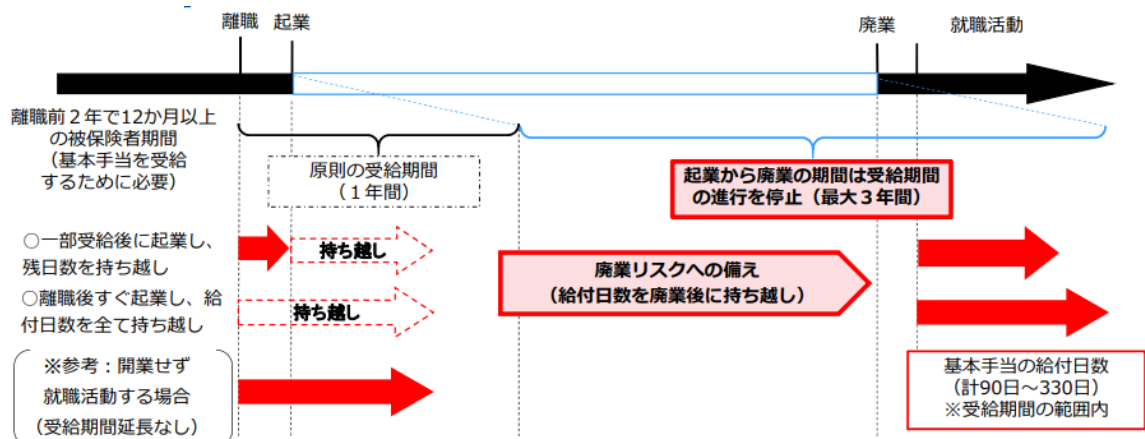 離職
起業
廃業
就職活動
離職前２年で12か月以上
の被保険者期間
（基本手当を受給
するために必要）
原則の受給期間
（１年間）
起業から廃業の期間は受給期間
の進行を停止（最大３年間）
○一部受給後に起業し、
残日数を持ち越し
持ち越し
廃業リスクへの備え
（給付日数を廃業後に持ち越し）
○離職後すぐ起業し、給
付日数を全て持ち越し
持ち越し
※参考：開業せず
就職活動する場合
（受給期間延長なし）
基本手当の給付日数
（計90日～330日）
※受給期間の範囲内